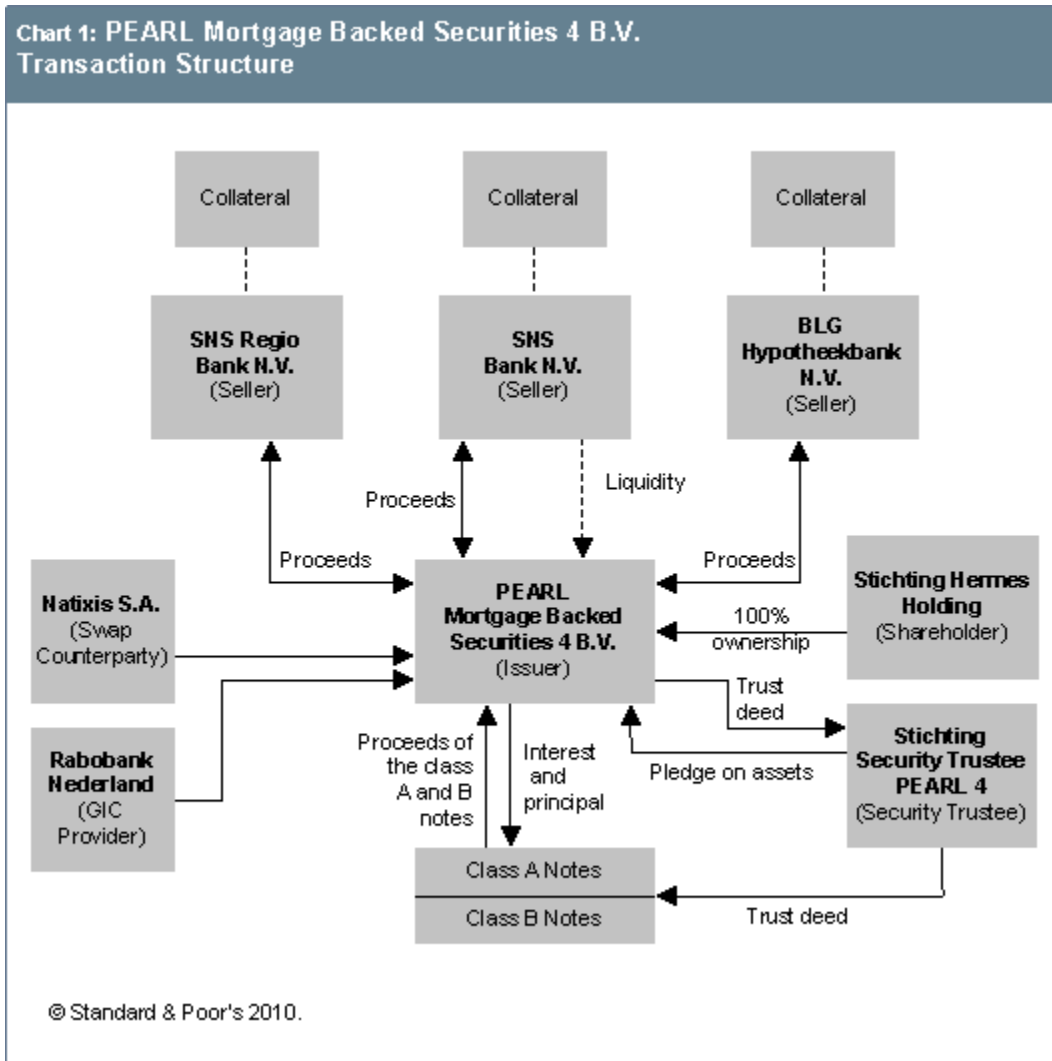 Chart 1: PEARL Mortgage Backed Securities 4 B.V.
Transaction Structure
Collateral
Collateral
Collateral
SNS Regio
Bank N.V.
(Seller)
SNS
Bank N.V.
(Seller)
BLG
Hypotheekbank
N.V.
(Seller)
Liquidity
Proceeds
Proceeds
Proceeds
Natixis S.A.
(Swap
Counterparty)
PEARL
Mortgage Backed
Securities 4 B.V.
(Issuer)
100%
ownership
Stichting Hermes
Holding
(Shareholder)
Trust
deed
Rabobank
Nederland
(GIC
Provider)
Proceeds of
the class
A and B
notes
Interest
and
principal
Pledge on assets
Stichting
Security Trustee
PEARL 4
(Security Trustee)
Class A Notes
Class B Notes
Trust deed
© Standard & Poor's 2010.